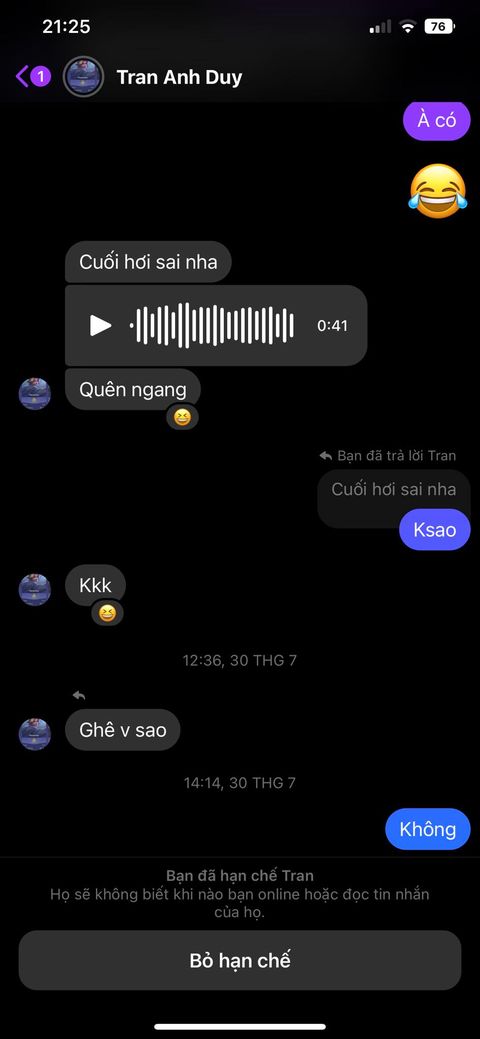 21:25
76
1
Tran Anh Duy
À có
Cuối hơi sai nha
0:41
Quên ngang
Bạn đã trả lời Tran
Cuối hơi sai nha
Ksao
Kkk
12:36, 30 THG 7
Ghê v sao
14:14, 30 THG 7
Không
Bạn đã hạn chế Tran
Họ sẽ không biết khi nào bạn online hoặc đọc tin nhắn
của họ.
Bỏ hạn chế